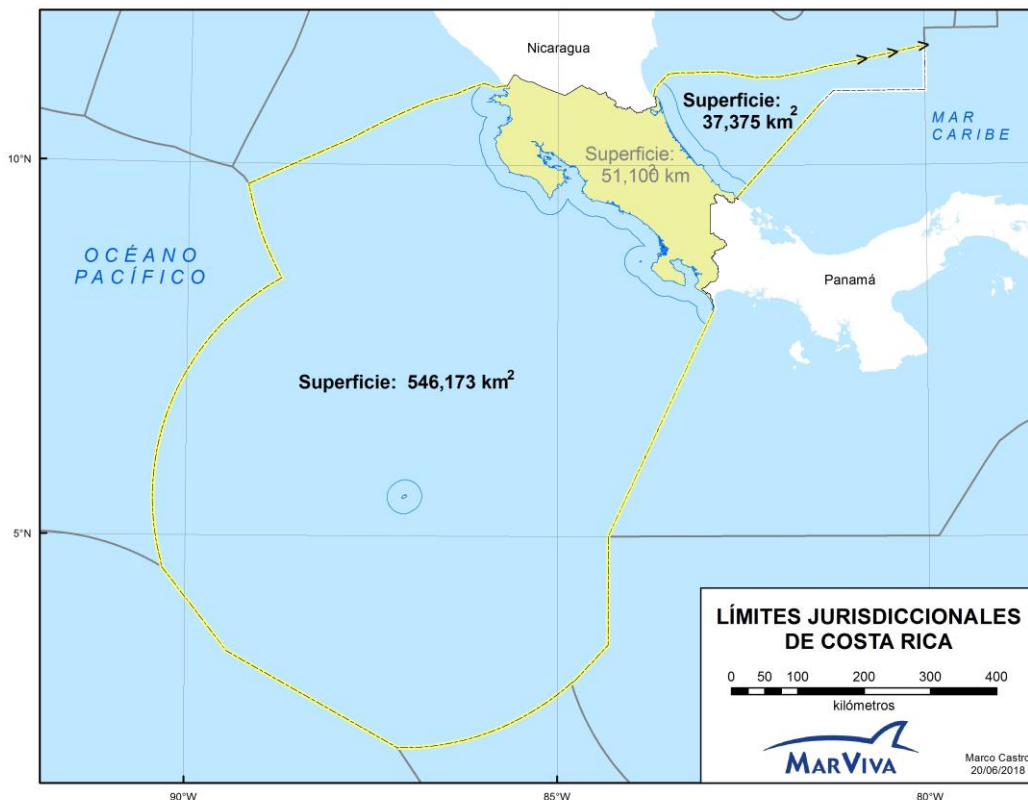 Nicaragua
Superficie:
37,375 km²
MAR
CARIBE
10°N
Superficie:
51,100 km²
OCÉANO
PACÍFICO
Panamá
Superficie: 546,173 km²
5°N
LÍMITES JURISDICCIONALES
DE COSTA RICA
0 50 100 200 300 400
kilómetros
MARVIVA
Marco Castro
20/06/2018
90°W
85°W
80°W